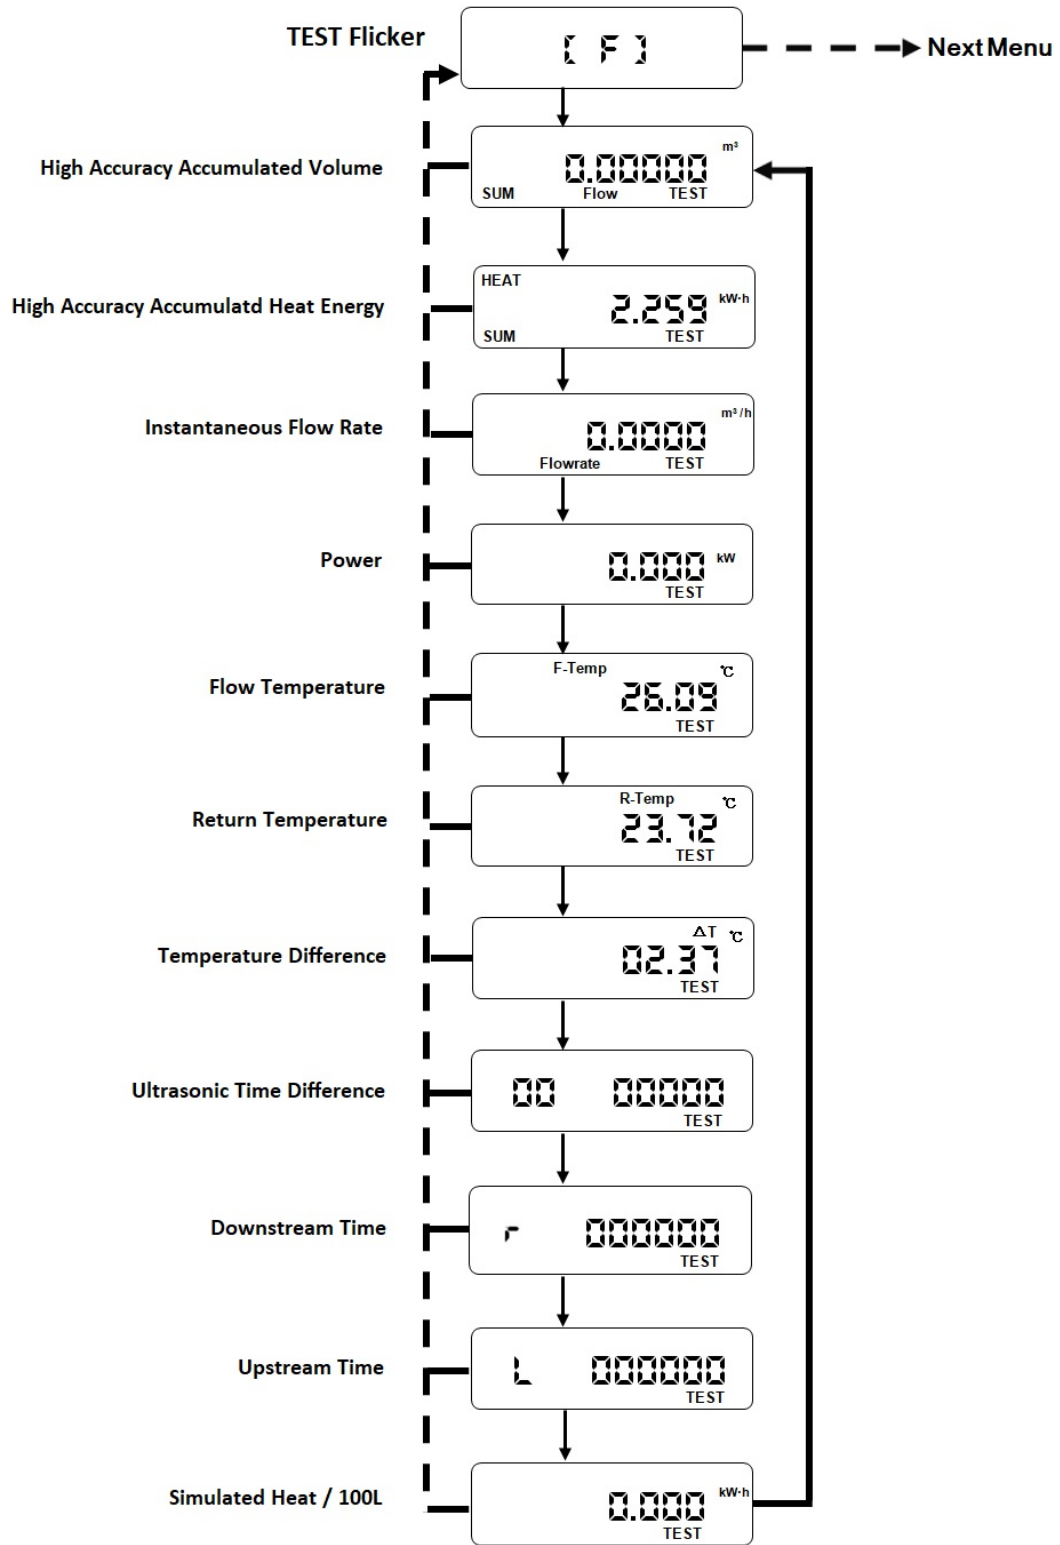 TEST Flicker
[ F ]
Next Menu
High Accuracy Accumulated Volume
m³
0.00000
SUM Flow TEST
High Accuracy Accumulatd Heat Energy
HEAT
2.259 kW·h
SUM TEST
Instantaneous Flow Rate
m³/h
0.0000
Flowrate TEST
Power
0.000 kW
TEST
Flow Temperature
F-Temp ℃
26.09
TEST
Return Temperature
R-Temp ℃
23.72
TEST
Temperature Difference
ΔT ℃
02.37
TEST
Ultrasonic Time Difference
00 00000
TEST
Downstream Time
r 000000
TEST
Upstream Time
L 000000
TEST
Simulated Heat / 100L
0.000 kW·h
TEST